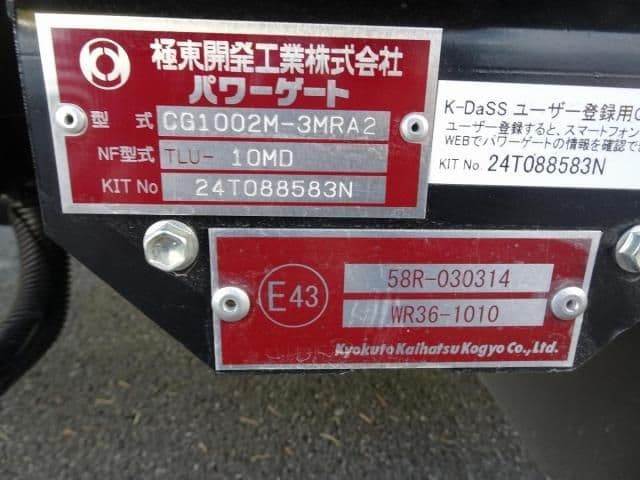 極東開発工業株式会社
パワーゲート
型 式 CG1002M-3MRA2
NF型式 TLU- 10MD
KIT No 24T088583N
K-DaSS ユーザー登録用
ユーザー登録すると、スマートフォン
WEBでパワーゲートの情報を確認で
KIT No. 24T088583N
E43
58R-030314
WR36-1010
Kyokuto Kaihatsu Kogyo Co., Ltd.